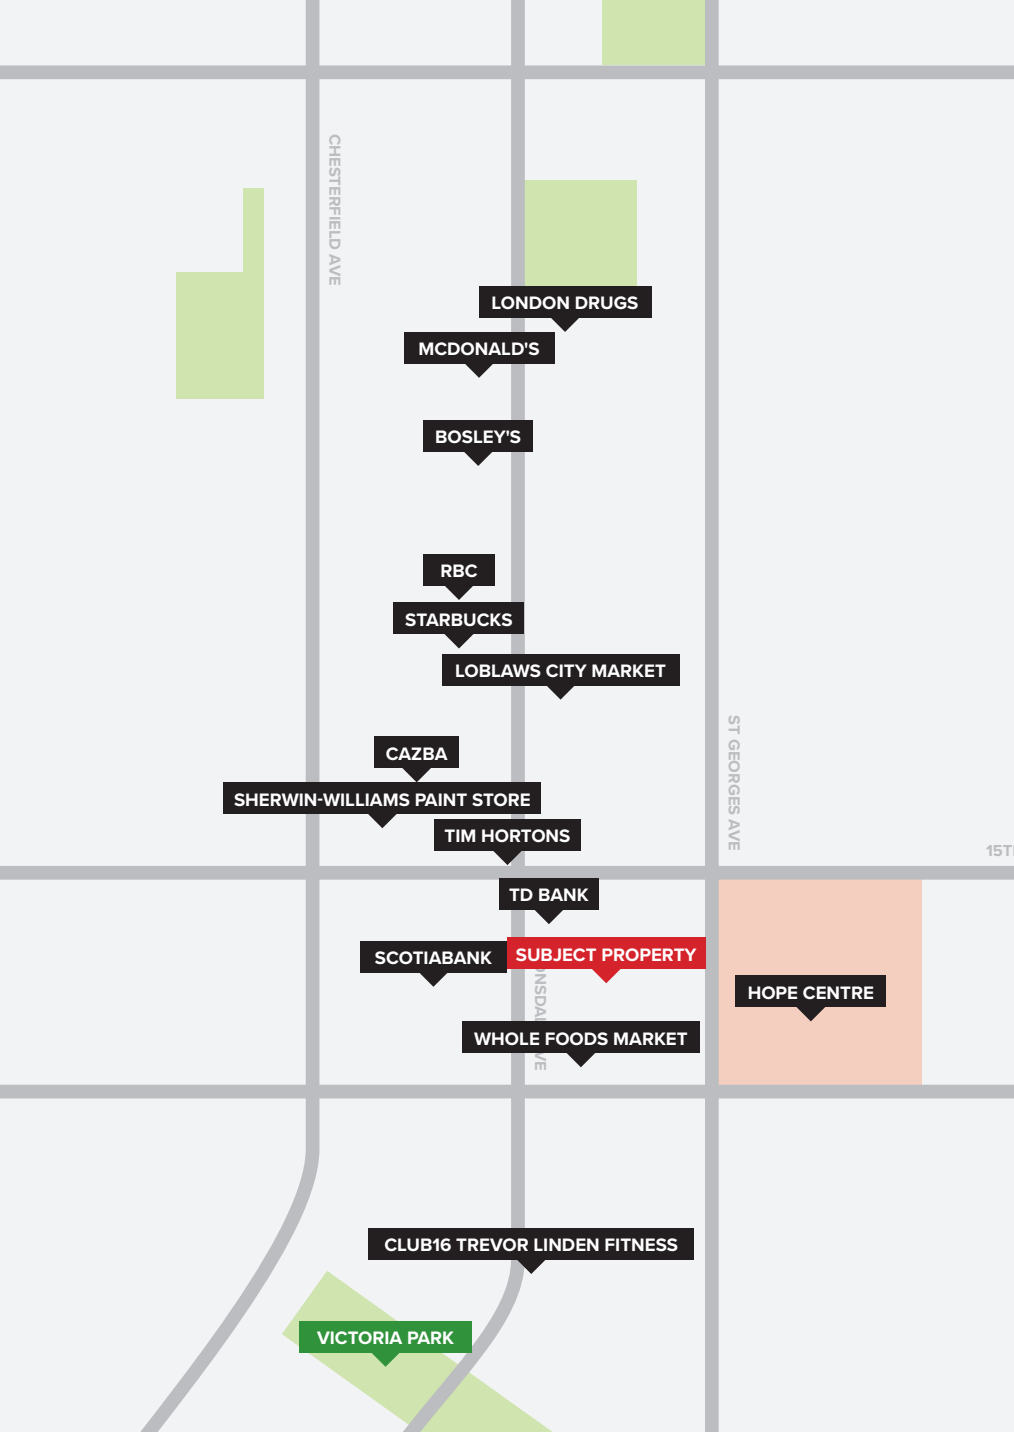 CHESTERFIELD AVE
LONDON DRUGS
MCDONALD'S
BOSLEY'S
RBC
STARBUCKS
LOBLAWS CITY MARKET
ST GEORGES AVE
CAZBA
SHERWIN-WILLIAMS PAINT STORE
TIM HORTONS
TD BANK
SCOTIABANK
SUBJECT PROPERTY
HOPE CENTRE
WHOLE FOODS MARKET
CLUB16 TREVOR LINDEN FITNESS
VICTORIA PARK